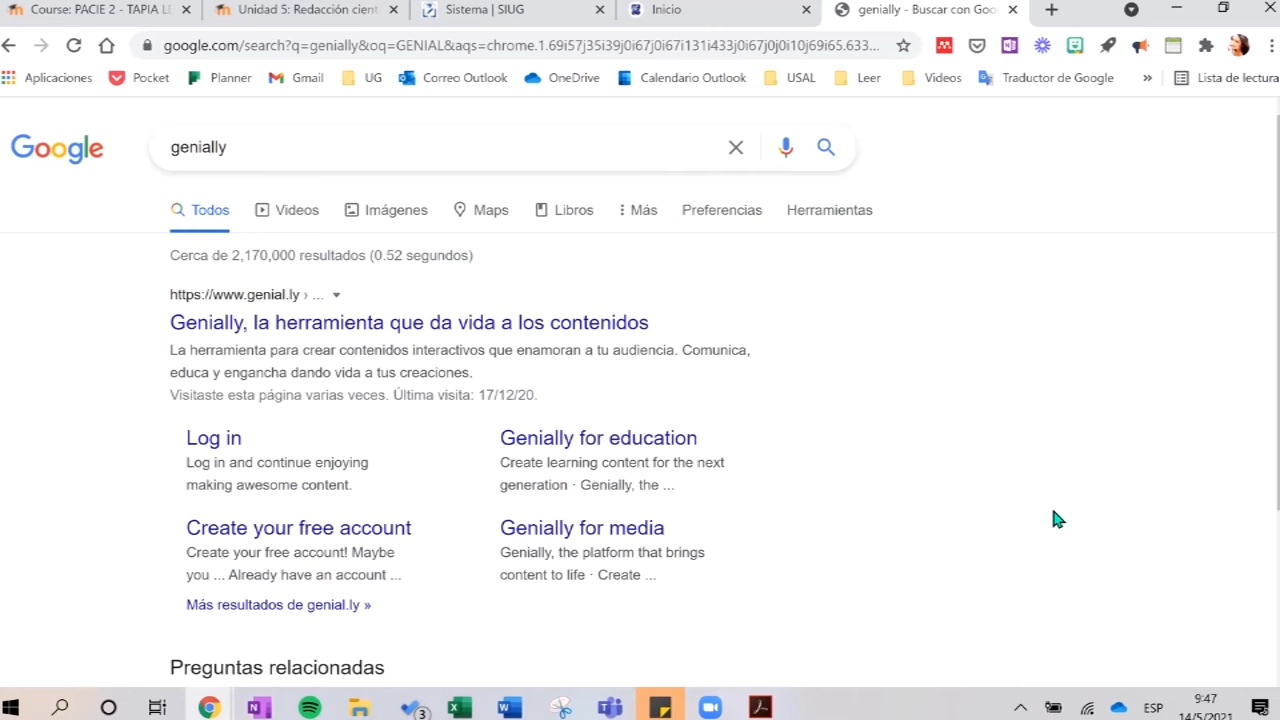 Course: PACIE 2 - TAPIA LE
Unidad 5: Redacción cient
Sistema | SIUG
Inicio
genially - Buscar con Goo
google.com/search?q=genially&oq=GENIAL&aqs=chrome.1.69i57j35i39j0i67j0i67i131i433j0i67j0j0i10j69i65.633...
Aplicaciones Pocket Planner Gmail UG Correo Outlook OneDrive Calendario Outlook USAL Leer Videos Traductor de Google » Lista de lectura
Google
genially
Todos Videos Imágenes Maps Libros Más Preferencias Herramientas
Cerca de 2,170,000 resultados (0.52 segundos)
https://www.genial.ly › ...
Genially, la herramienta que da vida a los contenidos
La herramienta para crear contenidos interactivos que enamoran a tu audiencia. Comunica,
educa y engancha dando vida a tus creaciones.
Visitaste esta página varias veces. Última visita: 17/12/20.
Log in
Log in and continue enjoying
making awesome content.
Genially for education
Create learning content for the next
generation · Genially, the ...
Create your free account
Create your free account! Maybe
you ... Already have an account ...
Genially for media
Genially, the platform that brings
content to life · Create ...
Más resultados de genial.ly »
Preguntas relacionadas
3
ESP
9:47
14/5/2021